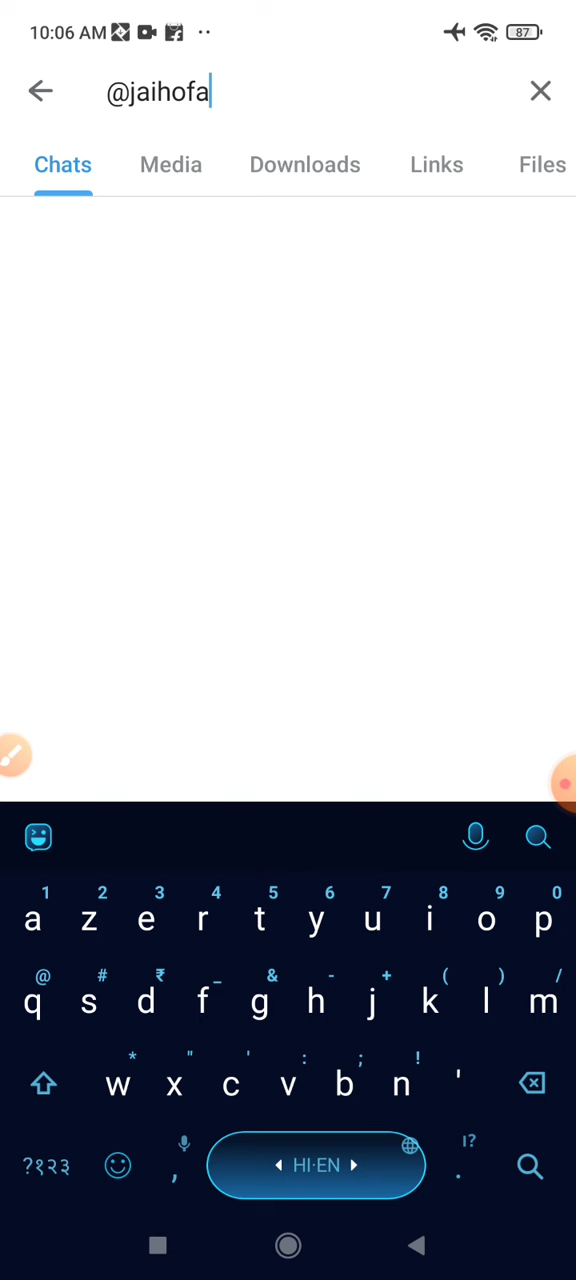 10:06 AM 87
@jaihofa
Chats Media Downloads Links Files
1 2 3 4 5 6 7 8 9 0
a z e r t y u i o p
@ # ₹ _ & - + ( ) /
q s d f g h j k l m
* " ' : ; !
w x c v b n '
!?
?१२३ , HI·EN .